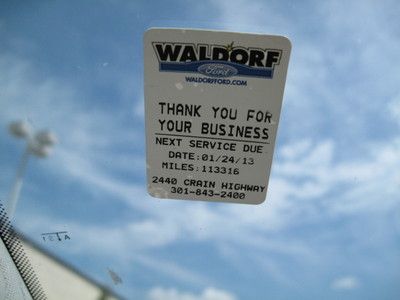 WALDORF
Ford
WALDORFFORD.COM
THANK YOU FOR
YOUR BUSINESS
NEXT SERVICE DUE
DATE:01/24/13
MILES:113316
2440 CRAIN HIGHWAY
301-843-2400